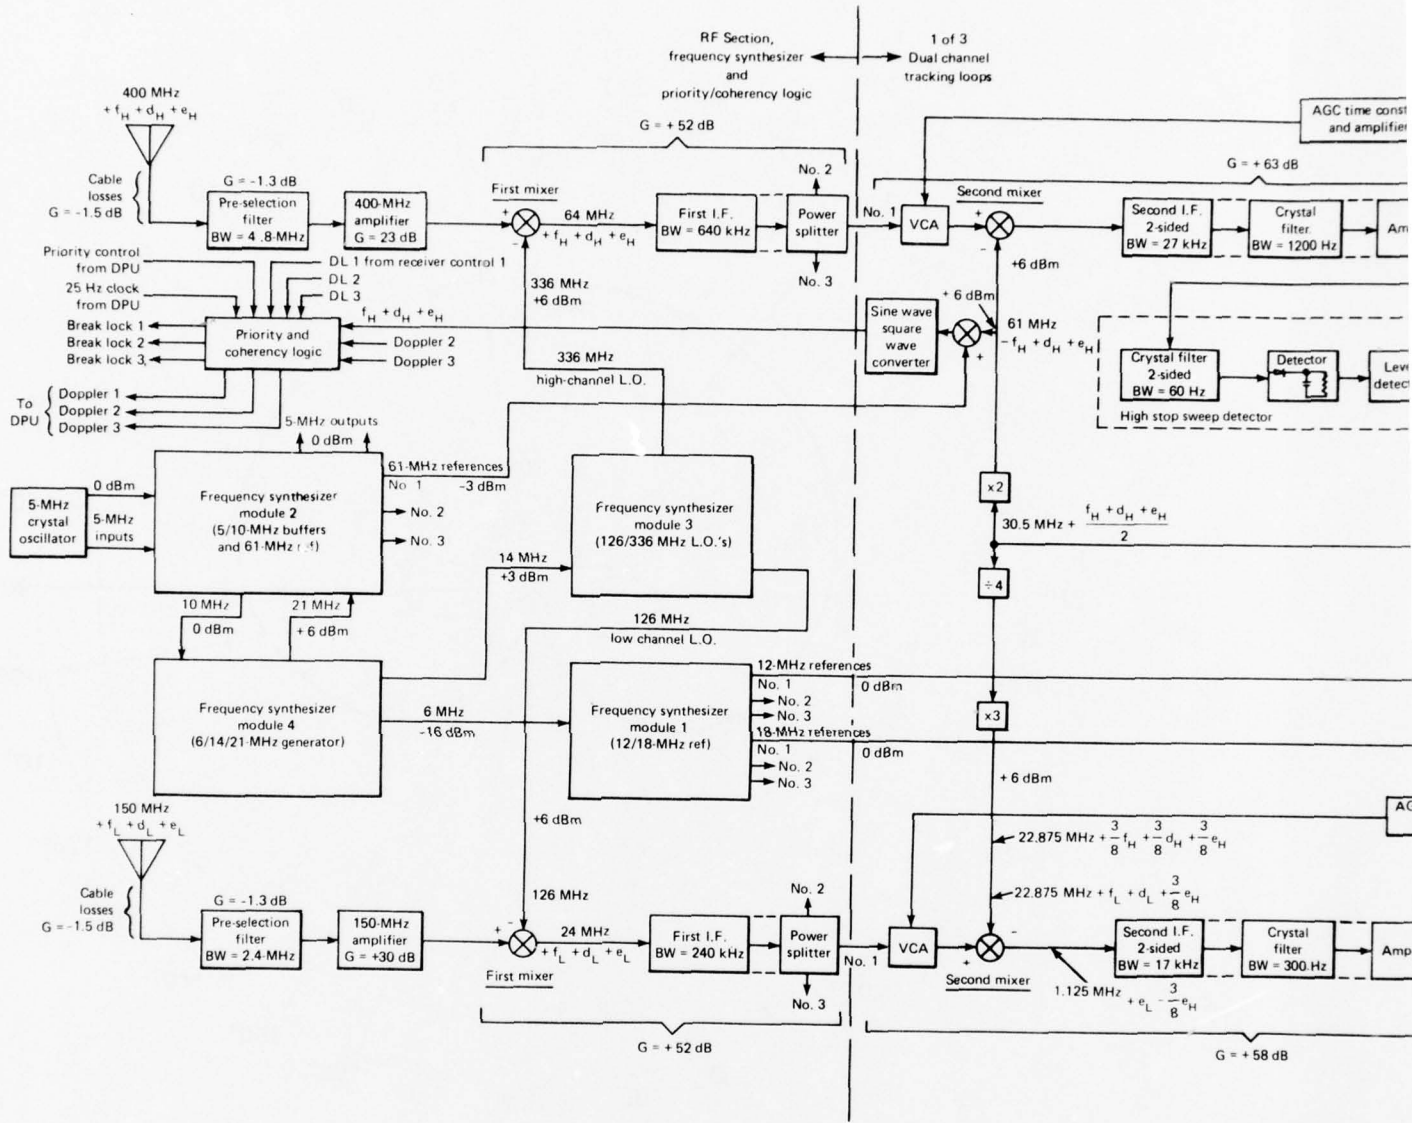 RF Section,
frequency synthesizer
and
priority/coherency logic
1 of 3
Dual channel
tracking loops
400 MHz
+ f_H + d_H + e_H
Cable
losses
G = -1.5 dB
G = -1.3 dB
Pre-selection
filter
BW = 4.8-MHz
400-MHz
amplifier
G = 23 dB
G = + 52 dB
First mixer
+
-
64 MHz
+ f_H + d_H + e_H
First I.F.
BW = 640 kHz
No. 2
Power
splitter
No. 3
No. 1
VCA
AGC time const
and amplifier
G = + 63 dB
Second mixer
+
-
+6 dBm
Second I.F.
2-sided
BW = 27 kHz
Crystal
filter
BW = 1200 Hz
Am
Priority control
from DPU
25 Hz clock
from DPU
DL 1 from receiver control 1
DL 2
DL 3
f_H + d_H + e_H
Break lock 1
Break lock 2
Break lock 3
Priority and
coherency logic
Doppler 2
Doppler 3
To
DPU
Doppler 1
Doppler 2
Doppler 3
336 MHz
+6 dBm
336 MHz
high-channel L.O.
Sine wave
square
wave
converter
+ 6 dBm
+
61 MHz
- f_H + d_H + e_H
Crystal filter
2-sided
BW = 60 Hz
Detector
Leve
detect
High stop sweep detector
5-MHz outputs
0 dBm
5-MHz
crystal
oscillator
0 dBm
5-MHz
inputs
Frequency synthesizer
module 2
(5/10-MHz buffers
and 61-MHz ref)
61-MHz references
No. 1
-3 dBm
No. 2
No. 3
Frequency synthesizer
module 3
(126/336 MHz L.O.'s)
x2
30.5 MHz + (f_H + d_H + e_H)/2
÷4
14 MHz
+3 dBm
10 MHz
0 dBm
21 MHz
+ 6 dBm
126 MHz
low channel L.O.
Frequency synthesizer
module 4
(6/14/21-MHz generator)
6 MHz
-16 dBm
Frequency synthesizer
module 1
(12/18-MHz ref)
12-MHz references
No. 1
0 dBm
No. 2
No. 3
18-MHz references
No. 1
0 dBm
No. 2
No. 3
x3
+ 6 dBm
150 MHz
+ f_L + d_L + e_L
+6 dBm
126 MHz
AG
22.875 MHz + 3/8 f_H + 3/8 d_H + 3/8 e_H
22.875 MHz + f_L + d_L + 3/8 e_H
Cable
losses
G = -1.5 dB
G = -1.3 dB
Pre-selection
filter
BW = 2.4-MHz
150-MHz
amplifier
G = +30 dB
+
-
First mixer
24 MHz
+ f_L + d_L + e_L
First I.F.
BW = 240 kHz
No. 2
Power
splitter
No. 3
No. 1
VCA
+
-
Second mixer
1.125 MHz + e_L - 3/8 e_H
Second I.F.
2-sided
BW = 17 kHz
Crystal
filter
BW = 300 Hz
Amp
G = + 52 dB
G = + 58 dB